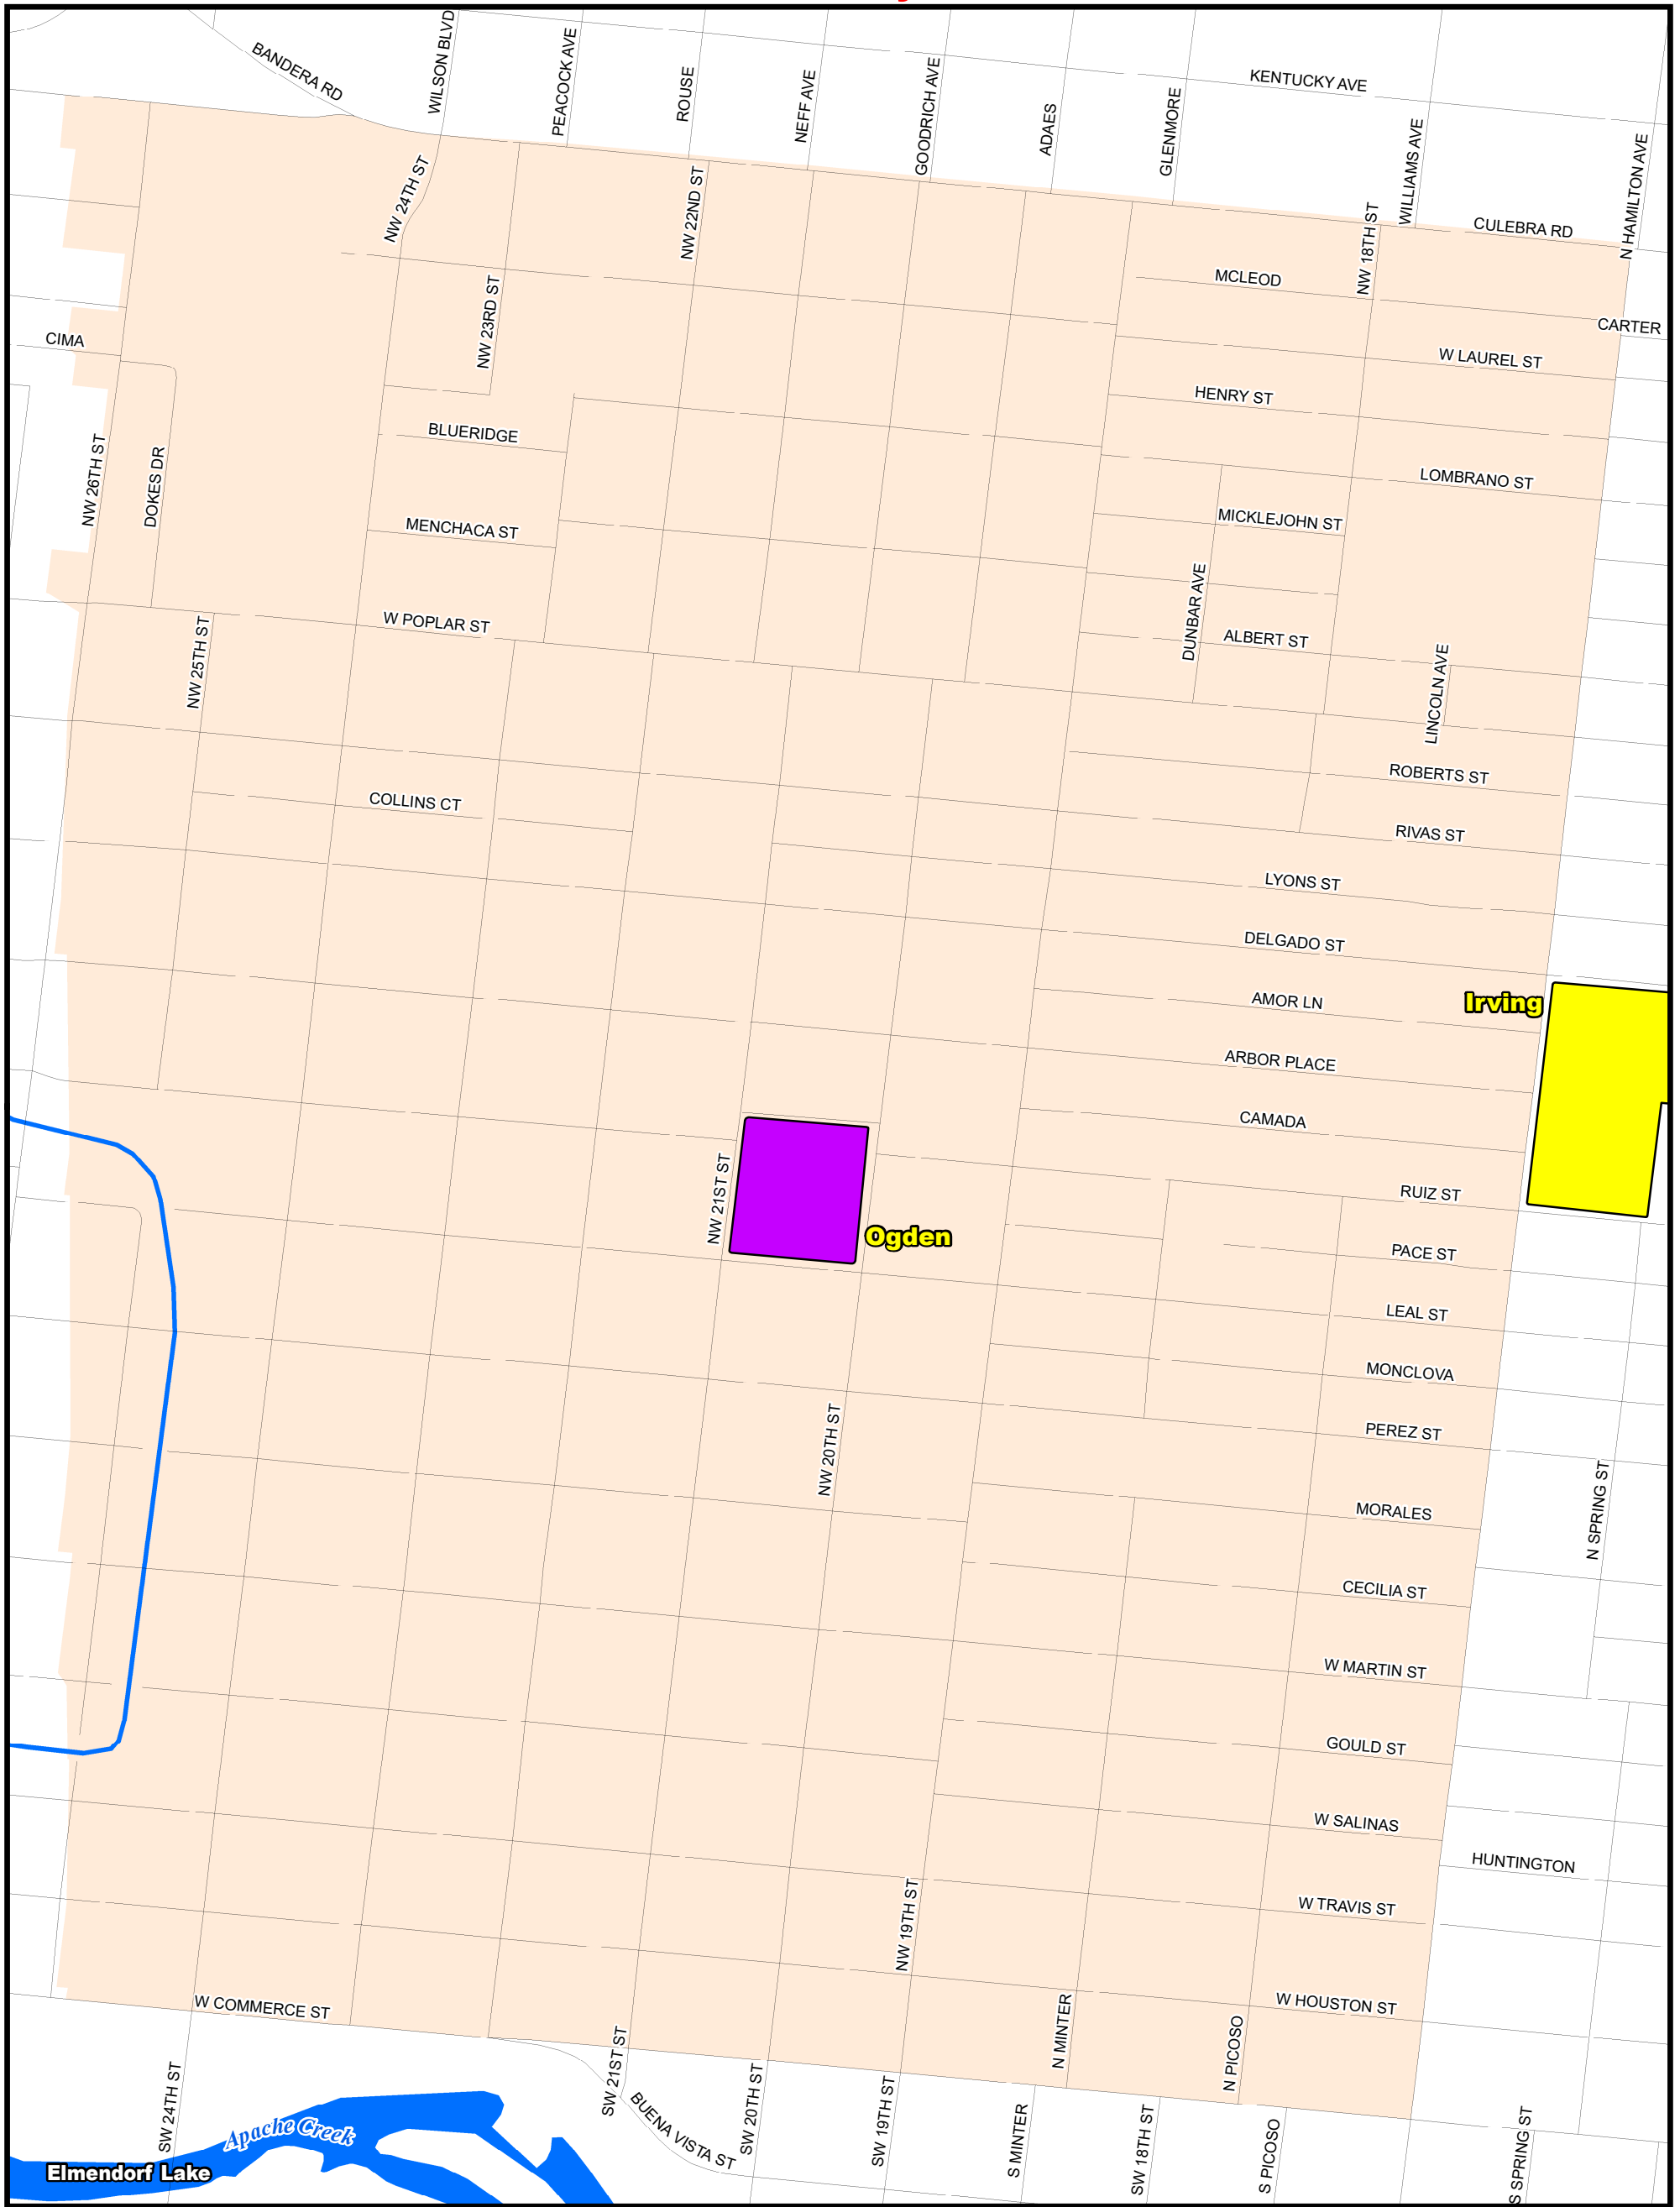 BANDERA RD
WILSON BLVD
PEACOCK AVE
ROUSE
NEFF AVE
GOODRICH AVE
ADAES
GLENMORE
KENTUCKY AVE
WILLIAMS AVE
N HAMILTON AVE
NW 24TH ST
NW 22ND ST
NW 18TH ST
CULEBRA RD
MCLEOD
NW 23RD ST
CARTER
CIMA
W LAUREL ST
HENRY ST
BLUERIDGE
NW 26TH ST
DOKES DR
LOMBRANO ST
MENCHACA ST
MICKLEJOHN ST
DUNBAR AVE
W POPLAR ST
ALBERT ST
NW 25TH ST
LINCOLN AVE
ROBERTS ST
COLLINS CT
RIVAS ST
LYONS ST
DELGADO ST
AMOR LN
Irving
ARBOR PLACE
CAMADA
NW 21ST ST
RUIZ ST
Ogden
PACE ST
LEAL ST
MONCLOVA
PEREZ ST
NW 20TH ST
MORALES
N SPRING ST
CECILIA ST
W MARTIN ST
GOULD ST
W SALINAS
HUNTINGTON
W TRAVIS ST
NW 19TH ST
W HOUSTON ST
W COMMERCE ST
N MINTER
N PICOSO
SW 24TH ST
SW 21ST ST
BUENA VISTA ST
SW 20TH ST
SW 19TH ST
S MINTER
SW 18TH ST
S PICOSO
S SPRING ST
Apache Creek
Elmendorf Lake